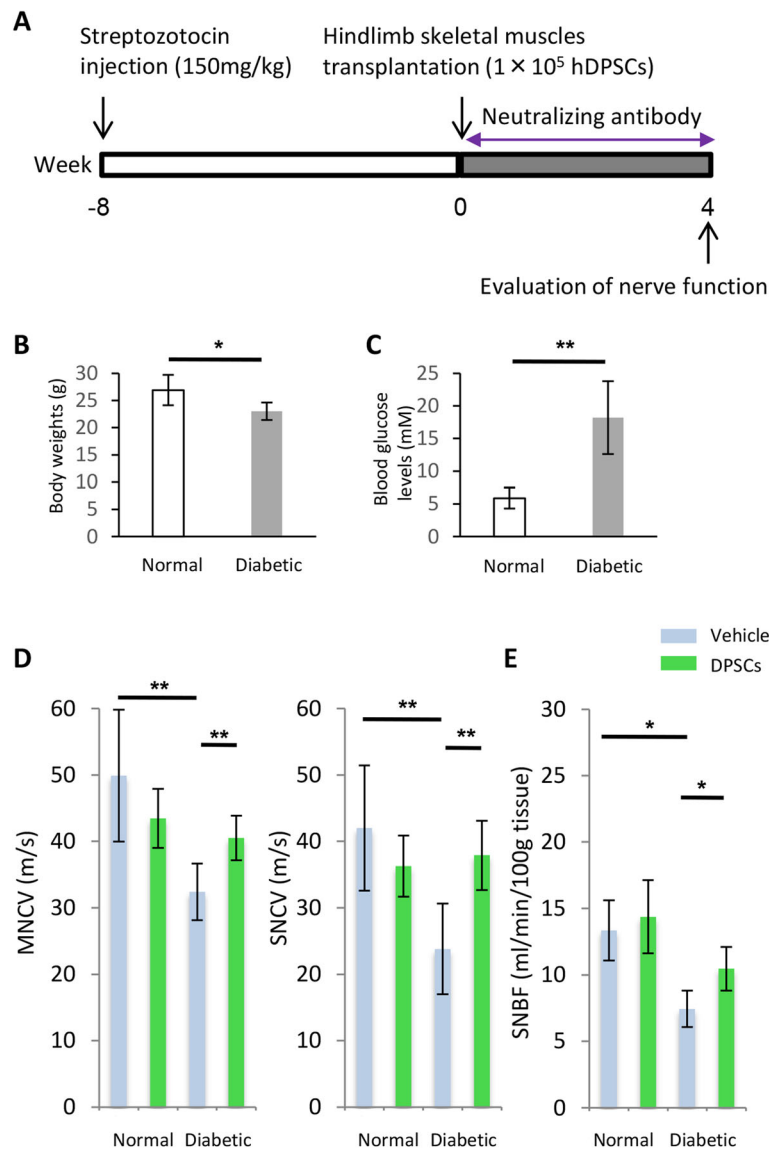 A
Streptozotocin
injection (150mg/kg)
Hindlimb skeletal muscles
transplantation (1 × 10⁵ hDPSCs)
Neutralizing antibody
Week
-8 0 4
Evaluation of nerve function
B
*
Body weights (g)
30
25
20
15
10
5
0
Normal Diabetic
C
**
Blood glucose
levels (mM)
25
20
15
10
5
0
Normal Diabetic
Vehicle
DPSCs
D
**
**
MNCV (m/s)
60
50
40
30
20
10
0
Normal Diabetic
**
**
SNCV (m/s)
60
40
20
0
Normal Diabetic
E
*
*
SNBF (ml/min/100g tissue)
30
25
20
15
10
5
0
Normal Diabetic